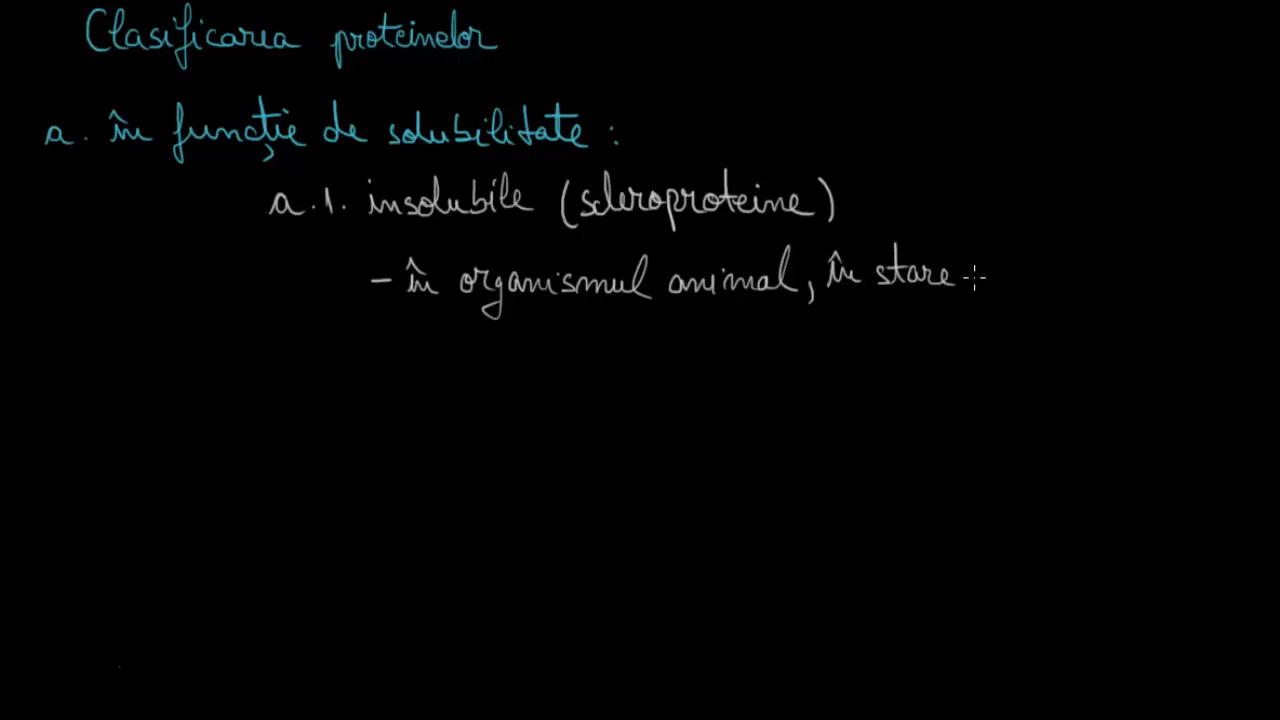 Clasificarea proteinelor
a. în funcție de solubilitate :
a.1. insolubile (scleroproteine)
- în organismul animal, în stare